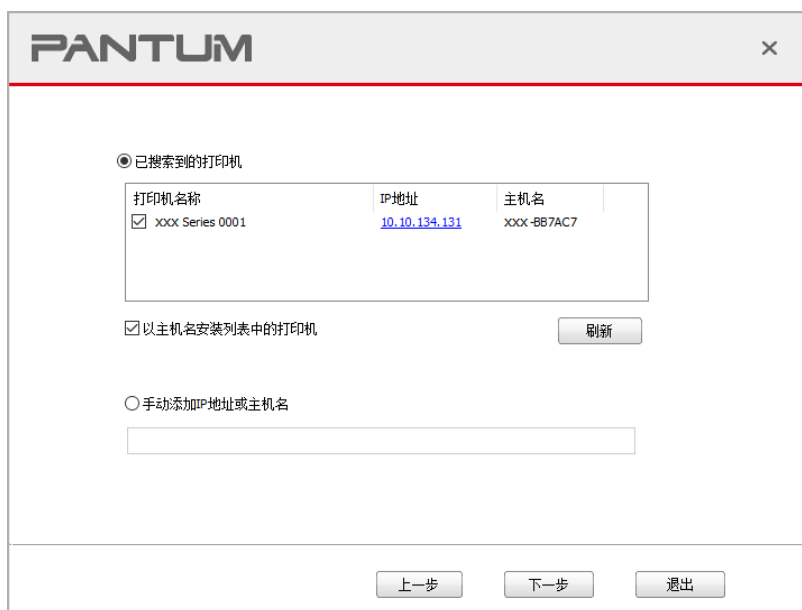 PANTUM
已搜索到的打印机
打印机名称 IP地址 主机名
XXX Series 0001 10.10.134.131 XXX-BB7AC7
以主机名安装列表中的打印机 刷新
手动添加IP地址或主机名
上一步 下一步 退出